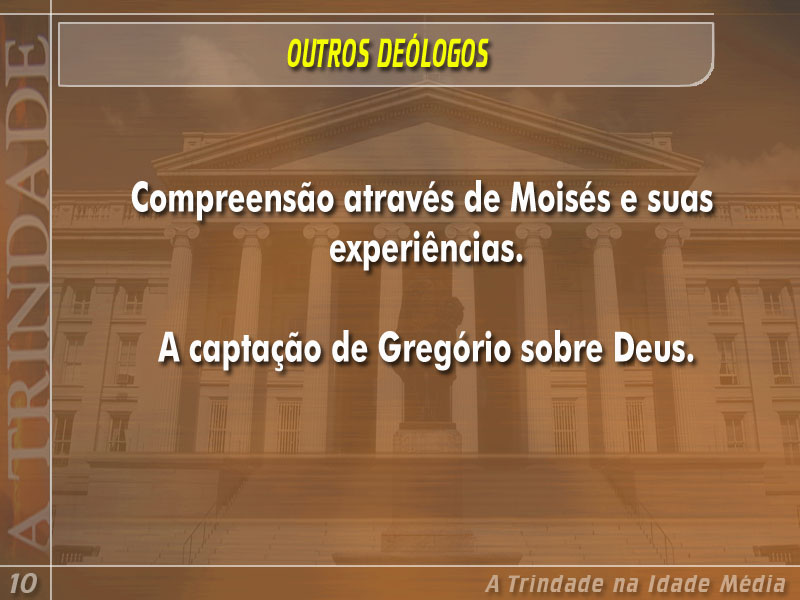 OUTROS DEÓLOGOS
A TRINDADE
Compreensão através de Moisés e suas
experiências.
A captação de Gregório sobre Deus.
10
A Trindade na Idade Média